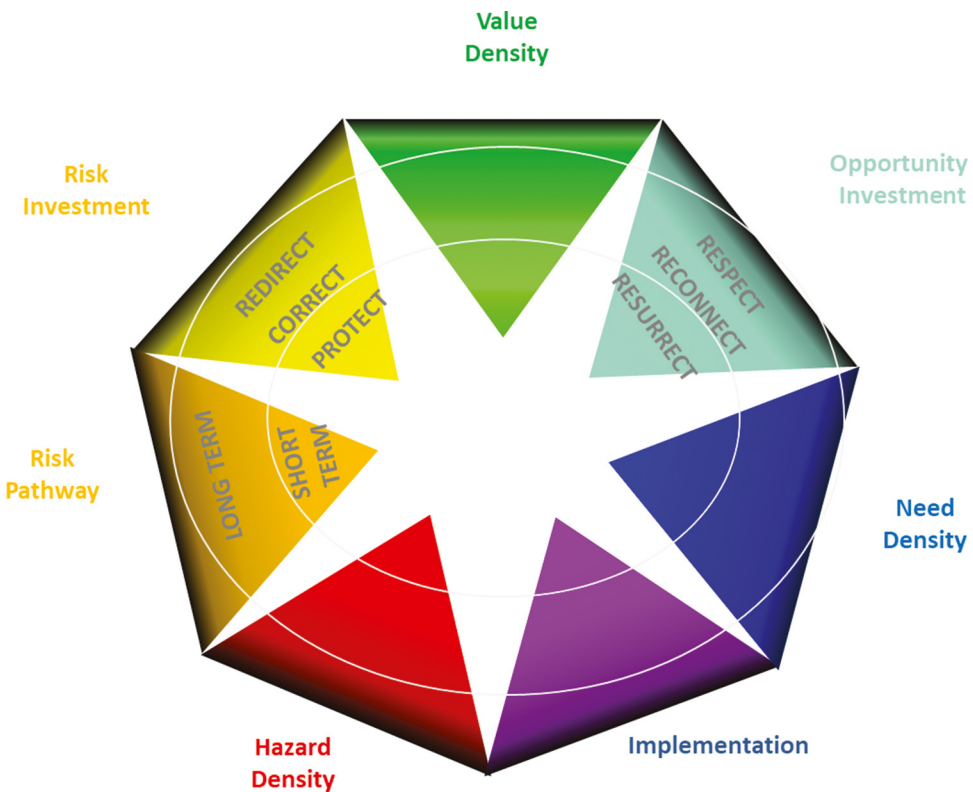 Value
Density
Risk
Investment
Opportunity
Investment
REDIRECT
CORRECT
PROTECT
RESPECT
RECONNECT
RESURRECT
Risk
Pathway
LONG TERM
SHORT
TERM
Need
Density
Hazard
Density
Implementation